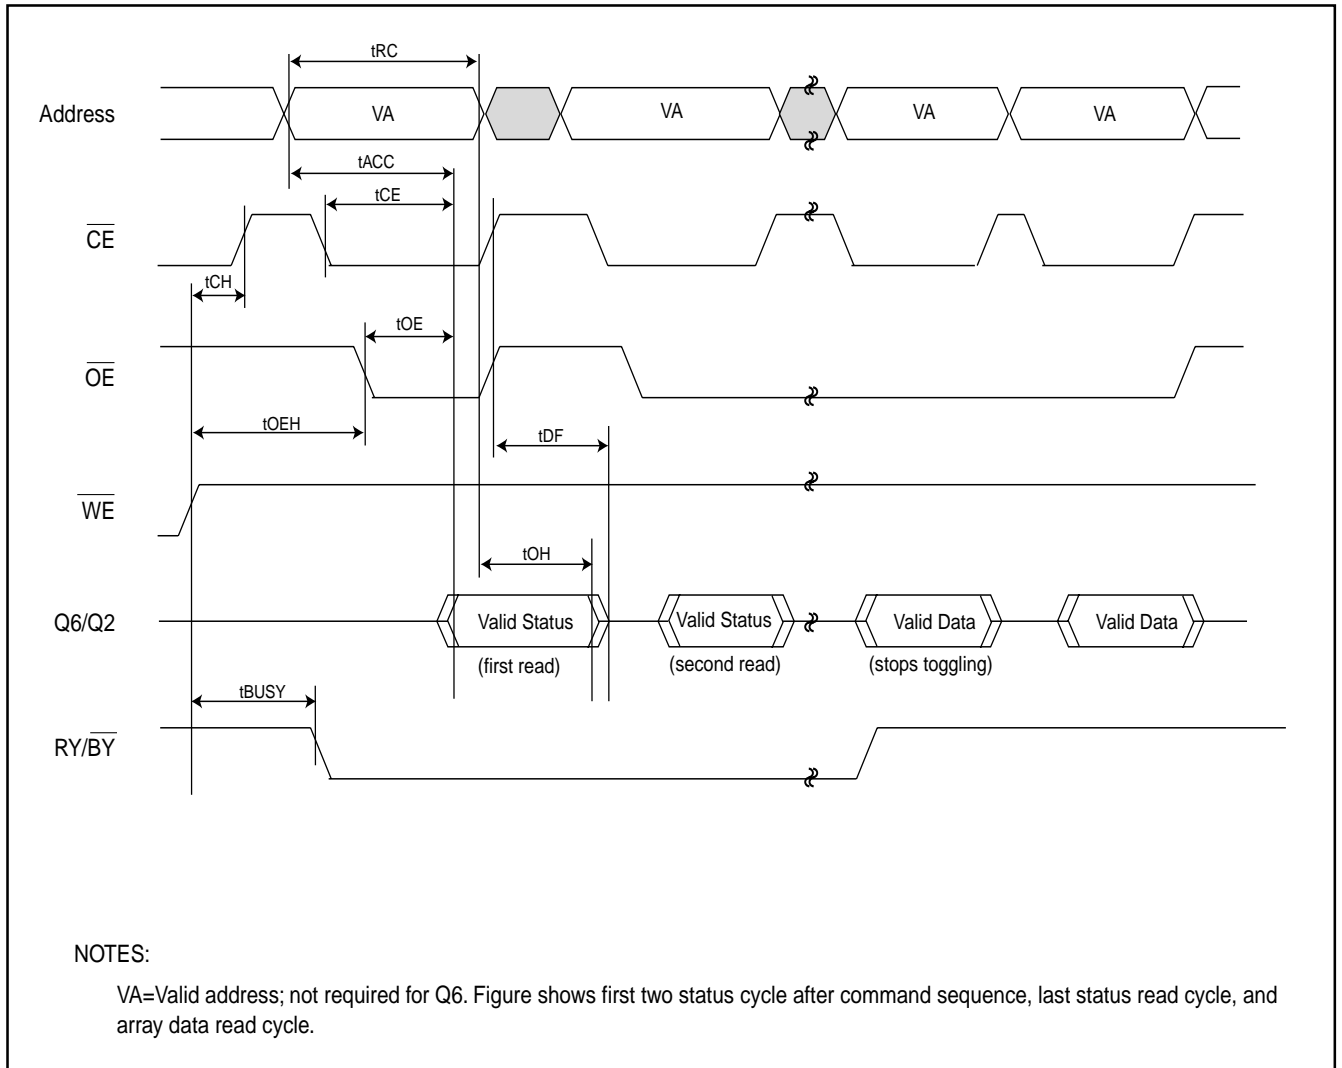 tRC
Address
VA
VA
VA
VA
tACC
tCE
CE
tCH
tOE
OE
tOEH
tDF
WE
tOH
Q6/Q2
Valid Status
Valid Status
Valid Data
Valid Data
(first read)
(second read)
(stops toggling)
tBUSY
RY/BY
NOTES:
VA=Valid address; not required for Q6. Figure shows first two status cycle after command sequence, last status read cycle, and
array data read cycle.